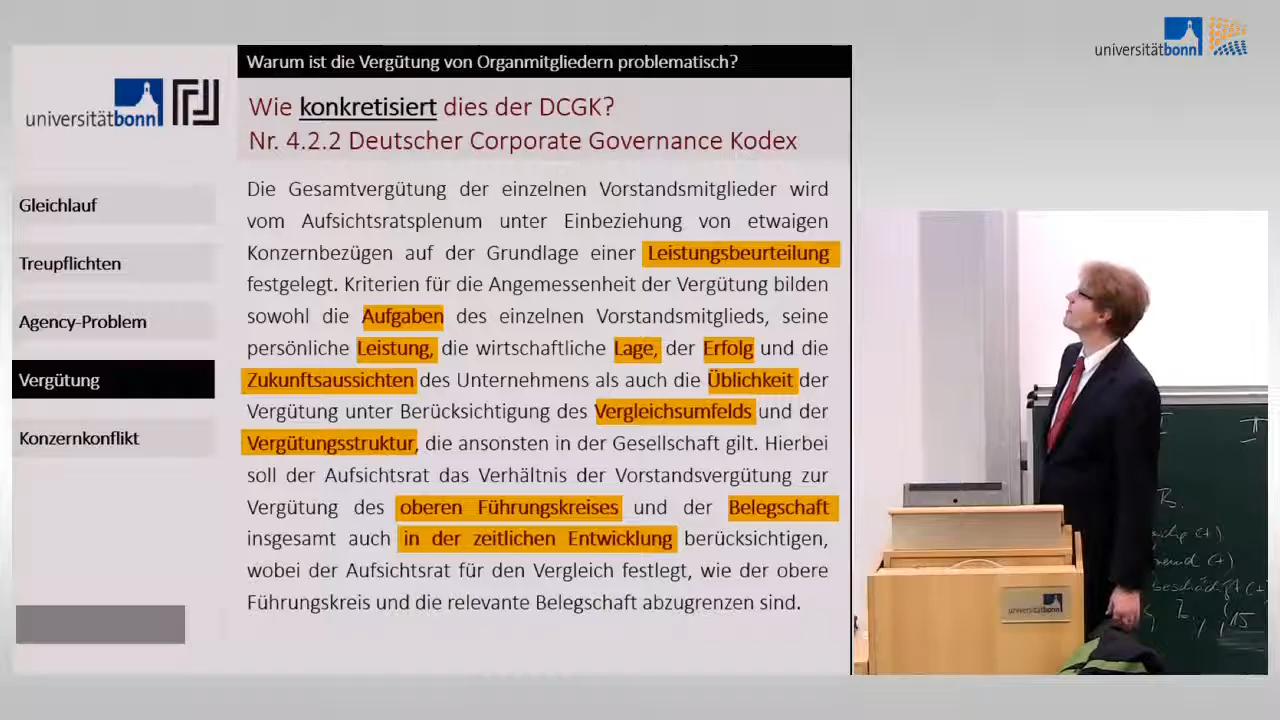 universitätbonn
Warum ist die Vergütung von Organmitgliedern problematisch?
universitätbonn
Wie konkretisiert dies der DCGK?
Nr. 4.2.2 Deutscher Corporate Governance Kodex
Gleichlauf
Treupflichten
Agency-Problem
Vergütung
Konzernkonflikt
Die Gesamtvergütung der einzelnen Vorstandsmitglieder wird
vom Aufsichtsratsplenum unter Einbeziehung von etwaigen
Konzernbezügen auf der Grundlage einer Leistungsbeurteilung
festgelegt. Kriterien für die Angemessenheit der Vergütung bilden
sowohl die Aufgaben des einzelnen Vorstandsmitglieds, seine
persönliche Leistung, die wirtschaftliche Lage, der Erfolg und die
Zukunftsaussichten des Unternehmens als auch die Üblichkeit der
Vergütung unter Berücksichtigung des Vergleichsumfelds und der
Vergütungsstruktur, die ansonsten in der Gesellschaft gilt. Hierbei
soll der Aufsichtsrat das Verhältnis der Vorstandsvergütung zur
Vergütung des oberen Führungskreises und der Belegschaft
insgesamt auch in der zeitlichen Entwicklung berücksichtigen,
wobei der Aufsichtsrat für den Vergleich festlegt, wie der obere
Führungskreis und die relevante Belegschaft abzugrenzen sind.
universitätbonn
B.
(+)
(+)